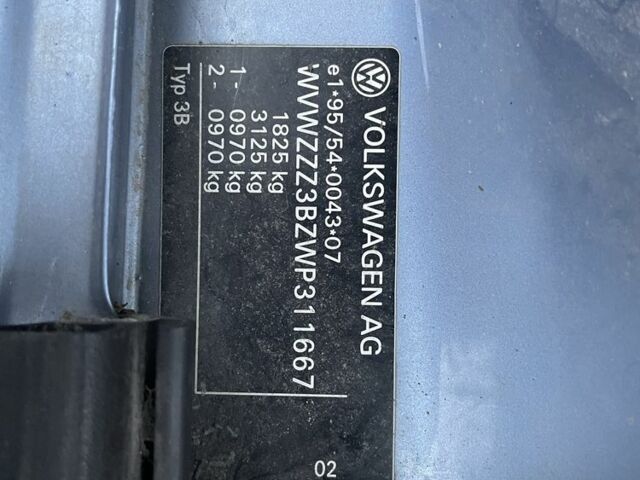 VOLKSWAGEN AG
e1*95/54*0043*07
WVWZZZ3BZWP311667
1825 kg
3125 kg
1- 0970 kg
2- 0970 kg
Typ 3B
02